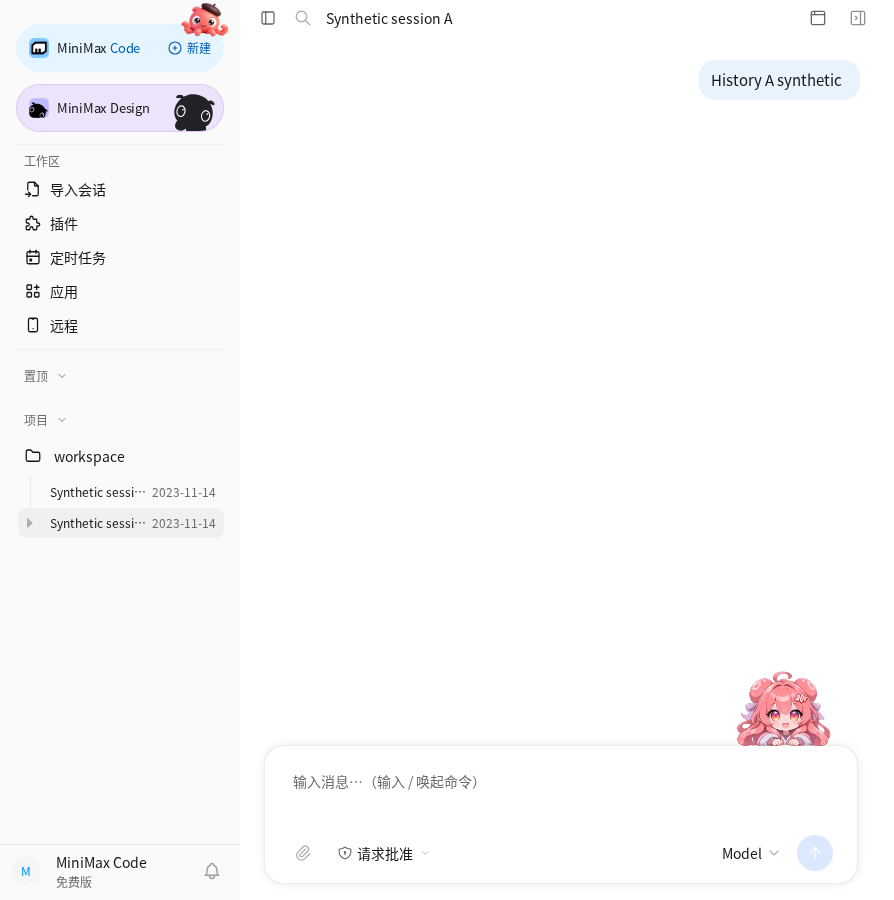 MiniMax Code
新建
MiniMax Design
工作区
导入会话
插件
定时任务
应用
远程
置顶
项目
workspace
Synthetic sessi… 2023-11-14
Synthetic sessi… 2023-11-14
M
MiniMax Code
免费版
Synthetic session A
History A synthetic
输入消息…（输入 / 唤起命令）
请求批准
Model